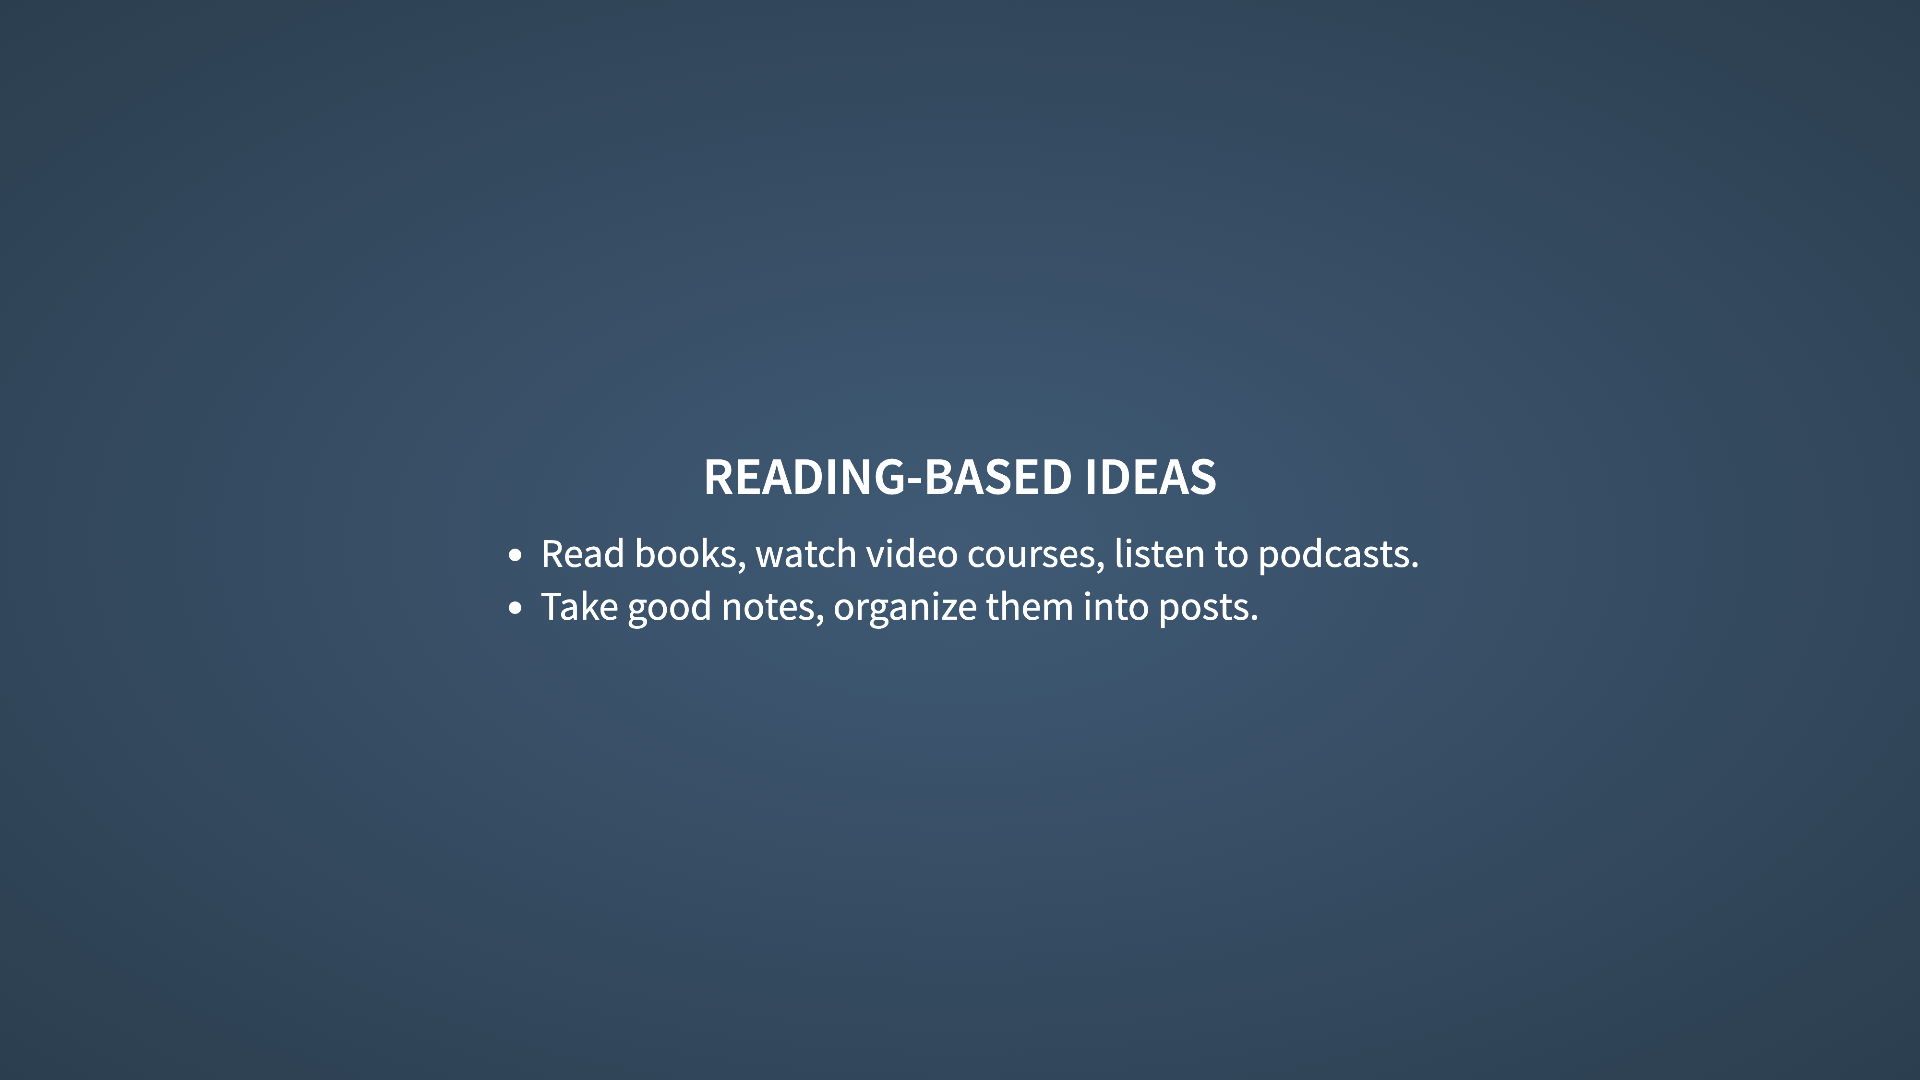 READING-BASED IDEAS
• Read books, watch video courses, listen to podcasts.
• Take good notes, organize them into posts.